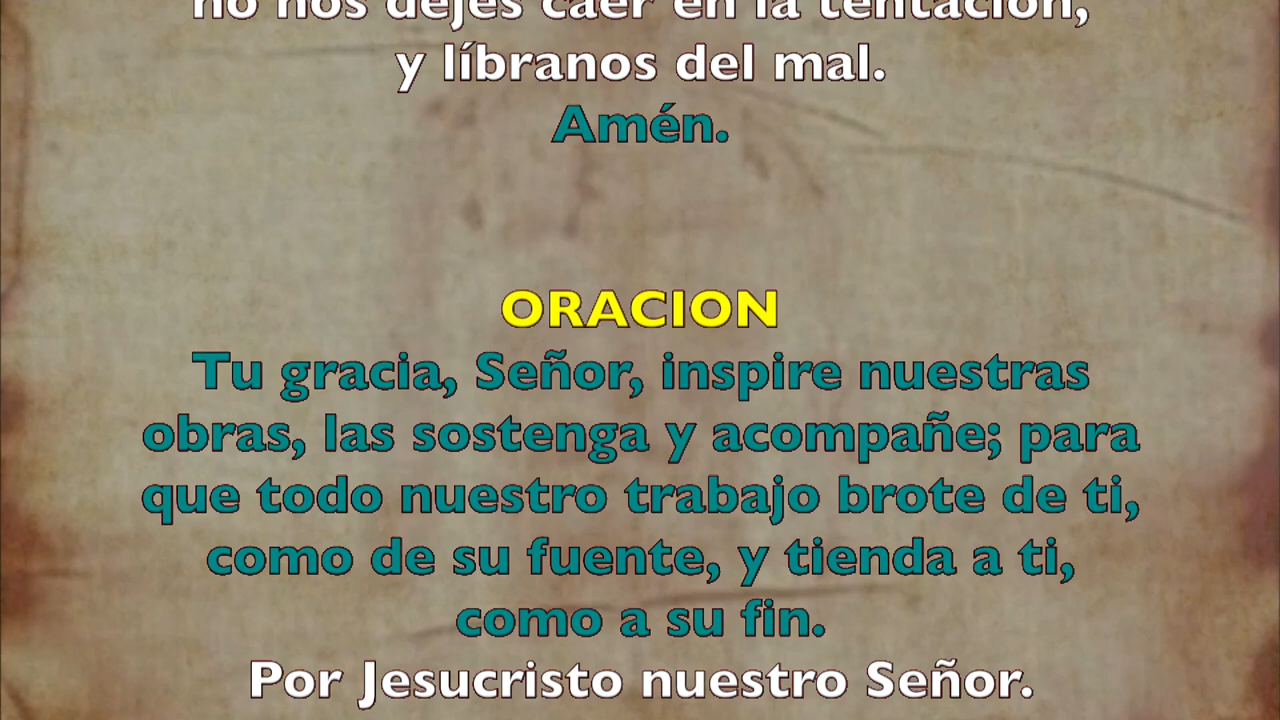 no nos dejes caer en la tentación,
y líbranos del mal.
Amén.
ORACION
Tu gracia, Señor, inspire nuestras
obras, las sostenga y acompañe; para
que todo nuestro trabajo brote de ti,
como de su fuente, y tienda a ti,
como a su fin.
Por Jesucristo nuestro Señor.